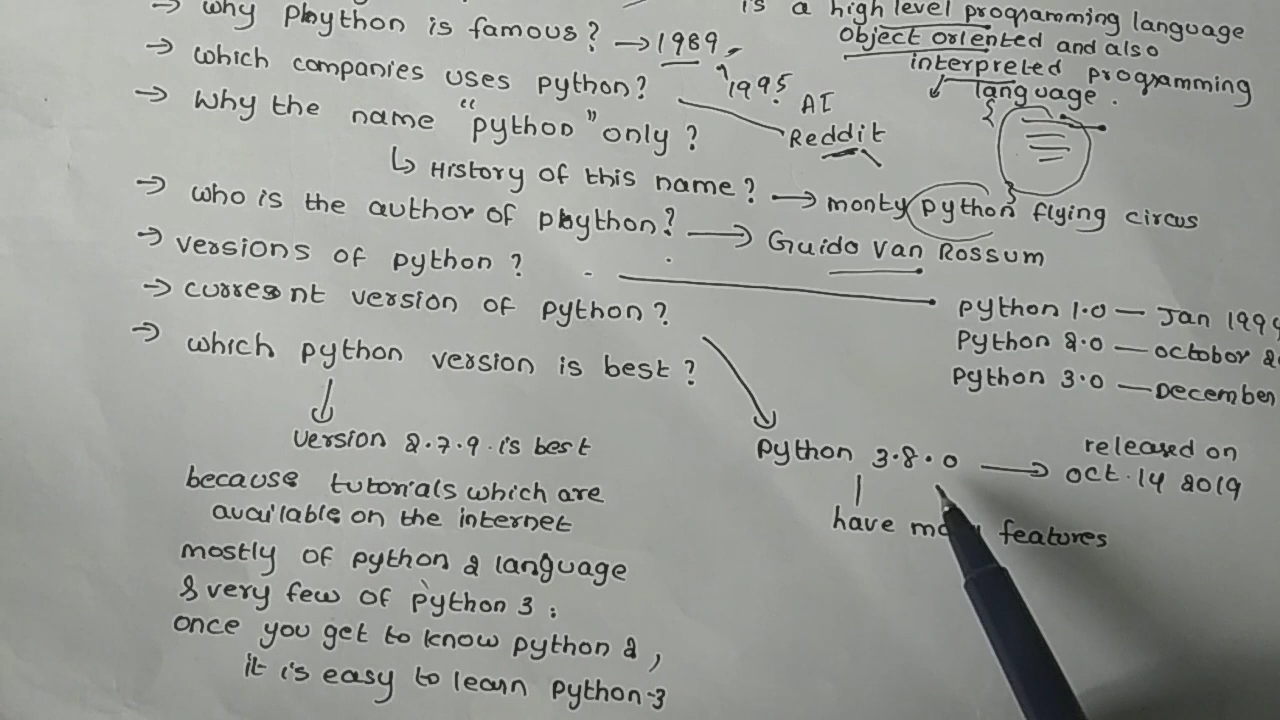 why Phython is famous? → 1989,
is a high level programming language
object oriented and also
interpreted programming
language.
→ which companies uses python?
1995
AI
Reddit
→ Why the name "python" only?
↳ History of this name? → monty python flying circus
→ who is the author of phython? → Guido Van Rossum
→ versions of python?
→ current version of python?
python 1.0 — Jan 199
Python 2.0 — october 2
Python 3.0 — December
→ which python version is best?
version 2.7.9. is best
because tutorials which are
available on the internet
mostly of python 2 language
& very few of python 3.
once you get to know python 2,
it is easy to learn python-3
python 3.8.0 → released on
oct.14 2019
have many features